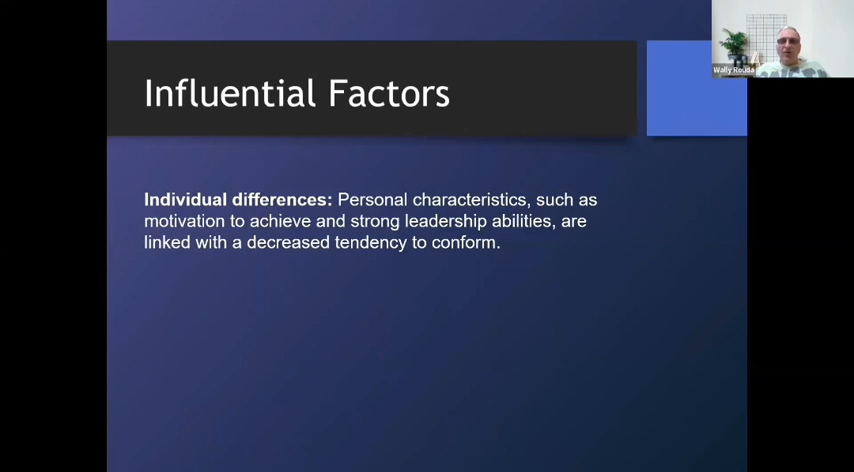 Wally Rouda
Influential Factors
Individual differences: Personal characteristics, such as
motivation to achieve and strong leadership abilities, are
linked with a decreased tendency to conform.